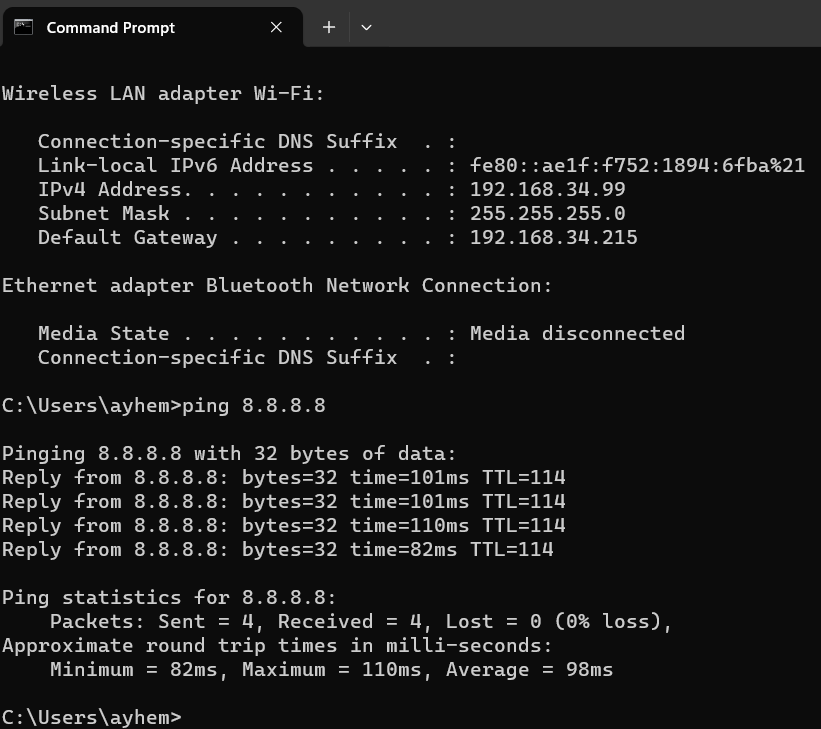 Command Prompt
Wireless LAN adapter Wi-Fi:
   Connection-specific DNS Suffix  . :
   Link-local IPv6 Address . . . . . : fe80::ae1f:f752:1894:6fba%21
   IPv4 Address. . . . . . . . . . . : 192.168.34.99
   Subnet Mask . . . . . . . . . . . : 255.255.255.0
   Default Gateway . . . . . . . . . : 192.168.34.215
Ethernet adapter Bluetooth Network Connection:
   Media State . . . . . . . . . . . : Media disconnected
   Connection-specific DNS Suffix  . :
C:\Users\ayhem>ping 8.8.8.8
Pinging 8.8.8.8 with 32 bytes of data:
Reply from 8.8.8.8: bytes=32 time=101ms TTL=114
Reply from 8.8.8.8: bytes=32 time=101ms TTL=114
Reply from 8.8.8.8: bytes=32 time=110ms TTL=114
Reply from 8.8.8.8: bytes=32 time=82ms TTL=114
Ping statistics for 8.8.8.8:
    Packets: Sent = 4, Received = 4, Lost = 0 (0% loss),
Approximate round trip times in milli-seconds:
    Minimum = 82ms, Maximum = 110ms, Average = 98ms
C:\Users\ayhem>